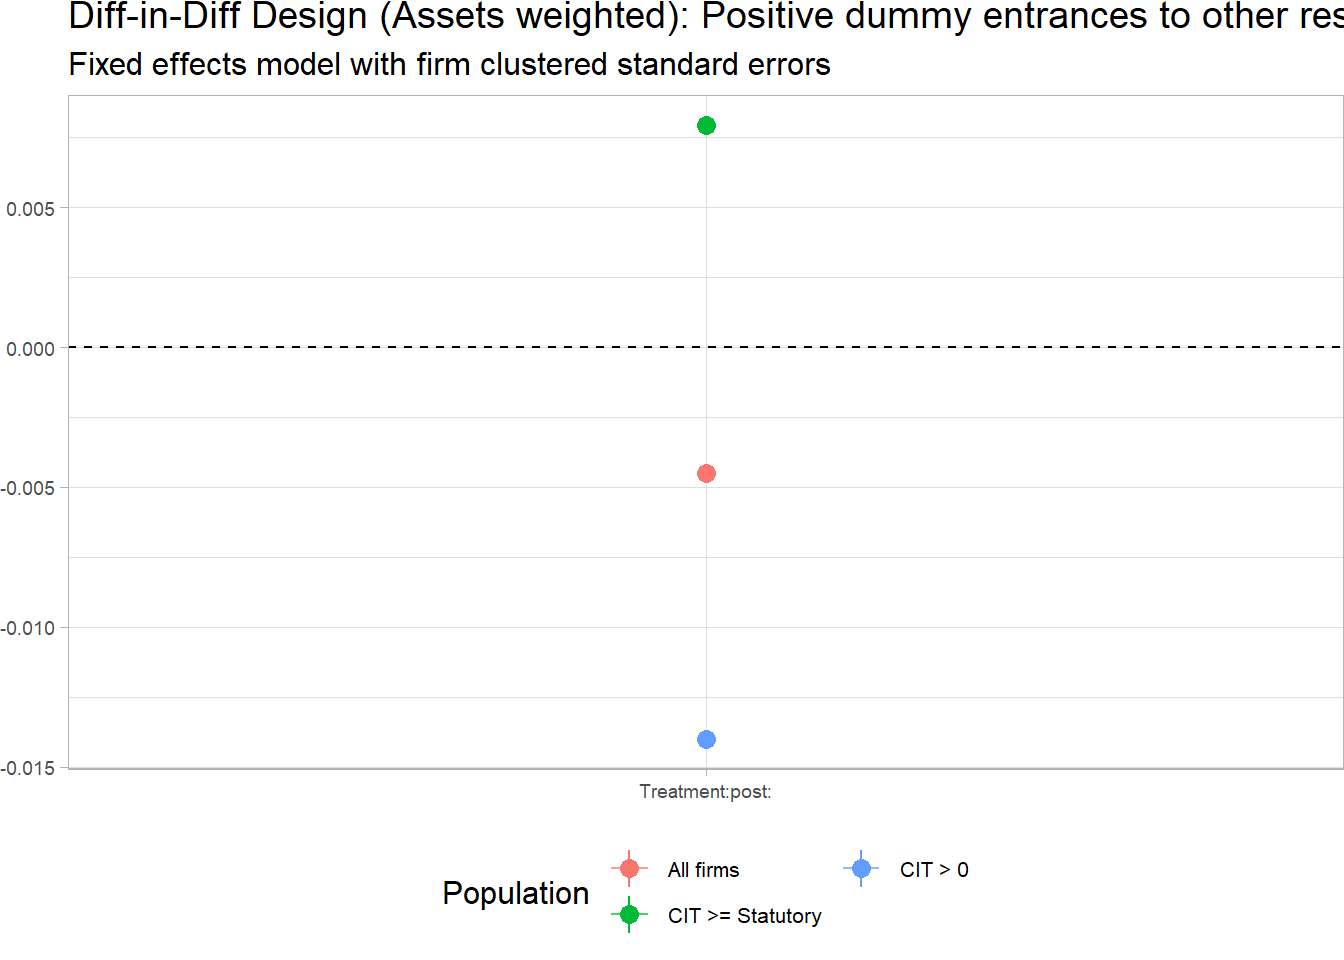 Diff-in-Diff Design (Assets weighted): Positive dummy entrances to other res
Fixed effects model with firm clustered standard errors
0.005
0.000
-0.005
-0.010
-0.015
Treatment:post:
Population
All firms
CIT > 0
CIT >= Statutory